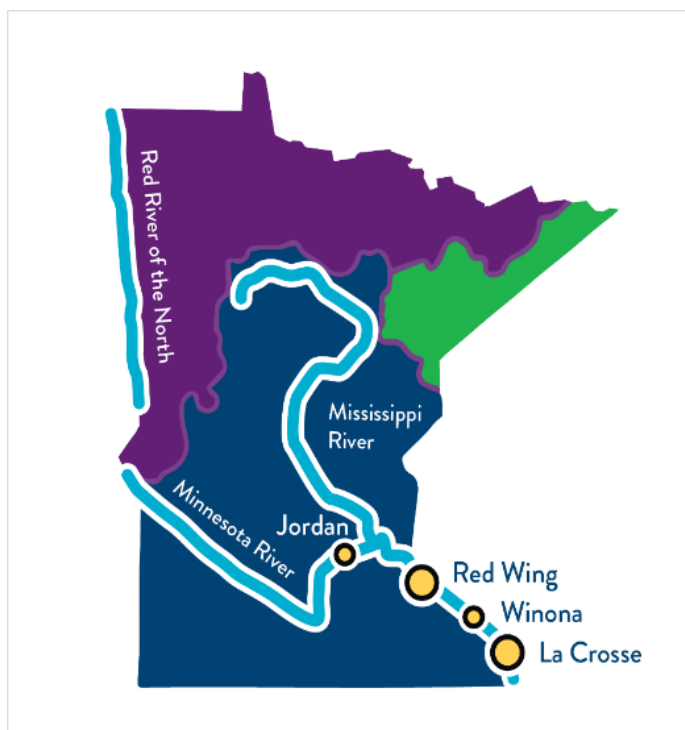 Red River of the North
Mississippi
River
Minnesota River
Jordan
Red Wing
Winona
La Crosse